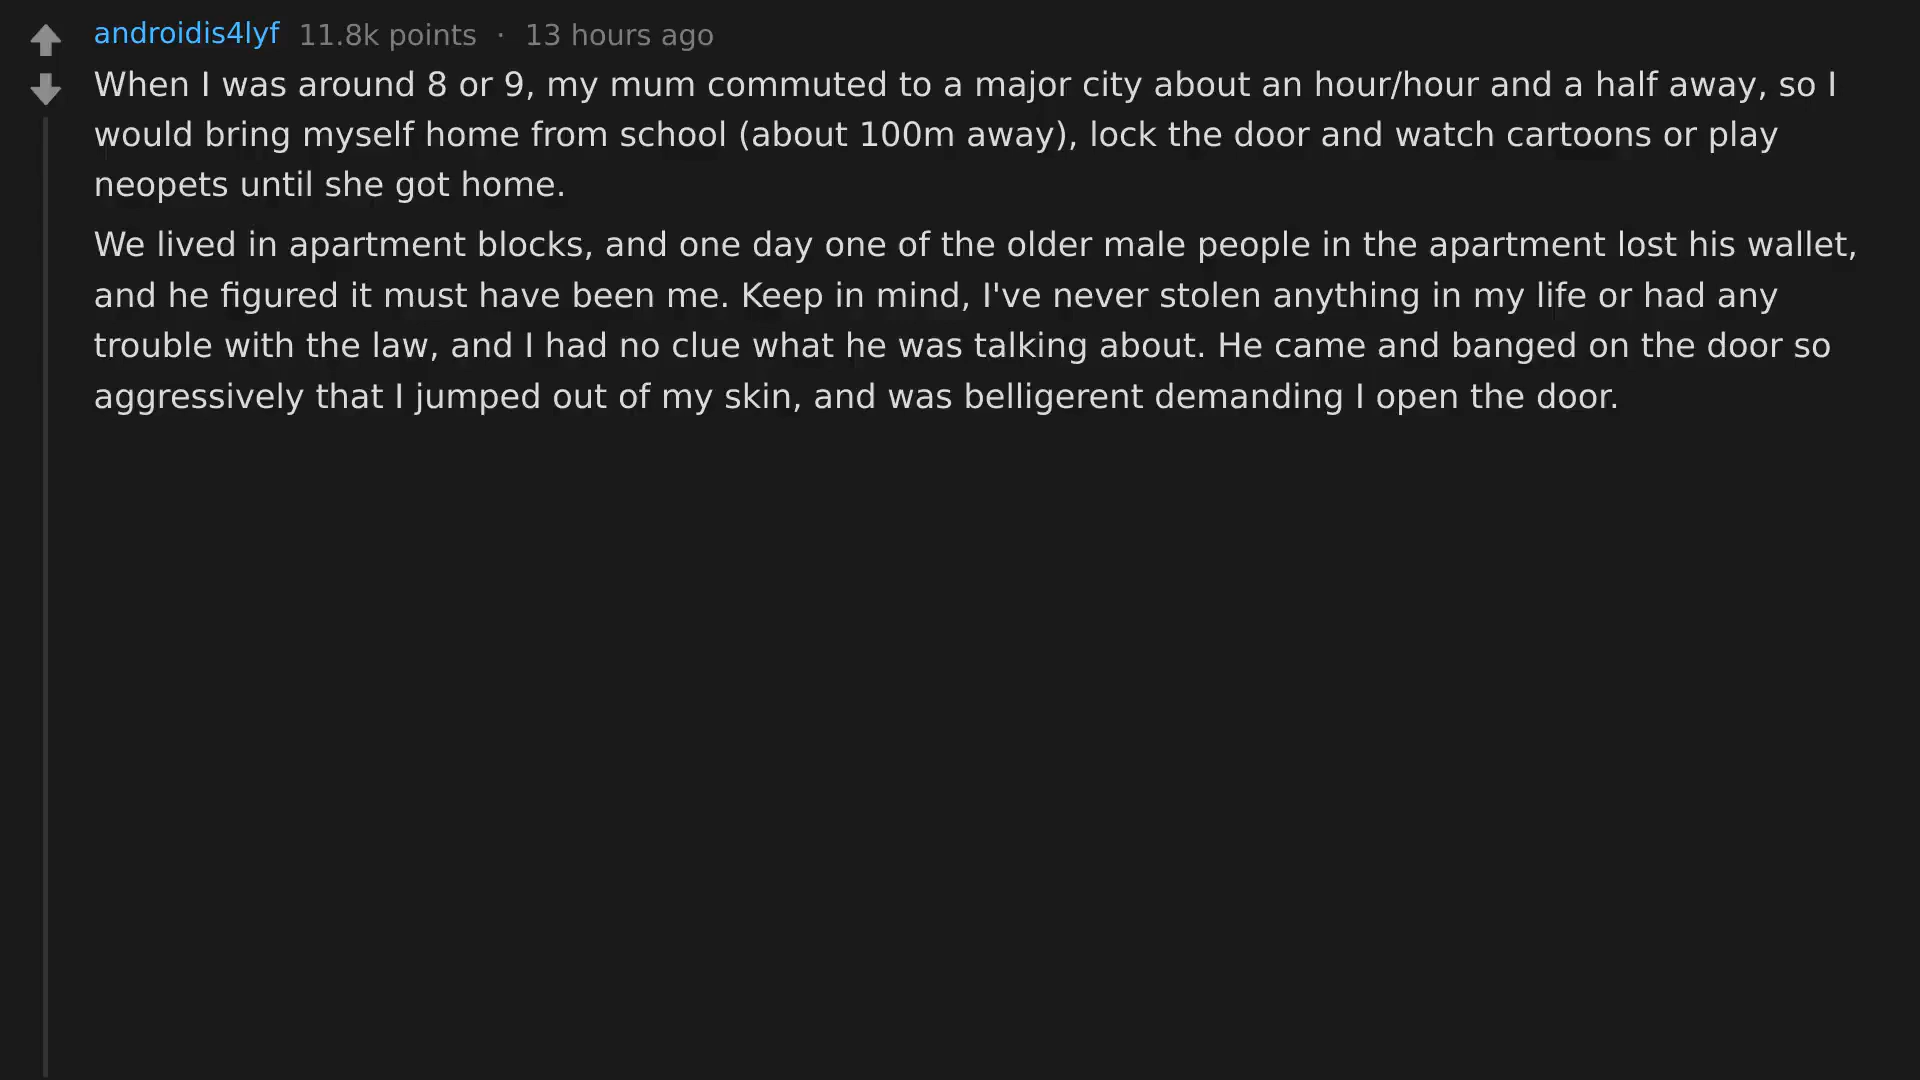 androidis4lyf 11.8k points · 13 hours ago
When I was around 8 or 9, my mum commuted to a major city about an hour/hour and a half away, so I
would bring myself home from school (about 100m away), lock the door and watch cartoons or play
neopets until she got home.
We lived in apartment blocks, and one day one of the older male people in the apartment lost his wallet,
and he figured it must have been me. Keep in mind, I've never stolen anything in my life or had any
trouble with the law, and I had no clue what he was talking about. He came and banged on the door so
aggressively that I jumped out of my skin, and was belligerent demanding I open the door.